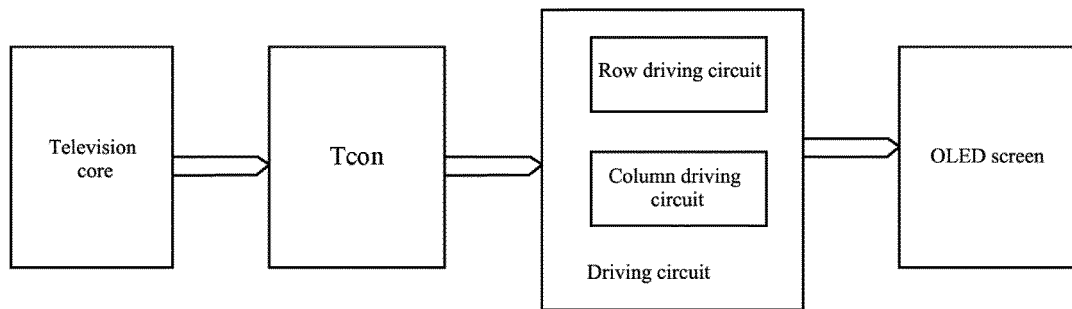 Television
core
Tcon
Row driving circuit
Column driving
circuit
Driving circuit
OLED screen